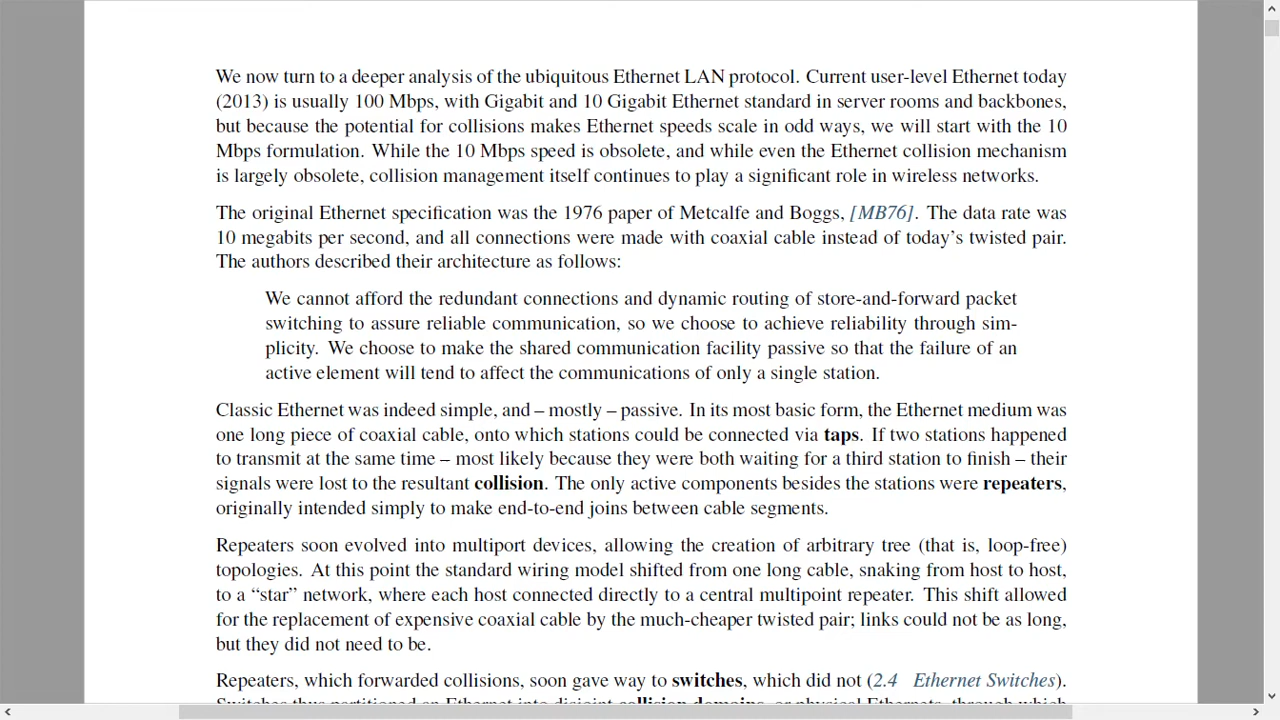 We now turn to a deeper analysis of the ubiquitous Ethernet LAN protocol. Current user-level Ethernet today
(2013) is usually 100 Mbps, with Gigabit and 10 Gigabit Ethernet standard in server rooms and backbones,
but because the potential for collisions makes Ethernet speeds scale in odd ways, we will start with the 10
Mbps formulation. While the 10 Mbps speed is obsolete, and while even the Ethernet collision mechanism
is largely obsolete, collision management itself continues to play a significant role in wireless networks.
The original Ethernet specification was the 1976 paper of Metcalfe and Boggs, [MB76]. The data rate was
10 megabits per second, and all connections were made with coaxial cable instead of today’s twisted pair.
The authors described their architecture as follows:
We cannot afford the redundant connections and dynamic routing of store-and-forward packet
switching to assure reliable communication, so we choose to achieve reliability through sim-
plicity. We choose to make the shared communication facility passive so that the failure of an
active element will tend to affect the communications of only a single station.
Classic Ethernet was indeed simple, and – mostly – passive. In its most basic form, the Ethernet medium was
one long piece of coaxial cable, onto which stations could be connected via taps. If two stations happened
to transmit at the same time – most likely because they were both waiting for a third station to finish – their
signals were lost to the resultant collision. The only active components besides the stations were repeaters,
originally intended simply to make end-to-end joins between cable segments.
Repeaters soon evolved into multiport devices, allowing the creation of arbitrary tree (that is, loop-free)
topologies. At this point the standard wiring model shifted from one long cable, snaking from host to host,
to a “star” network, where each host connected directly to a central multipoint repeater. This shift allowed
for the replacement of expensive coaxial cable by the much-cheaper twisted pair; links could not be as long,
but they did not need to be.
Repeaters, which forwarded collisions, soon gave way to switches, which did not (2.4 Ethernet Switches).
Switches thus partitioned an Ethernet into disjoint collision domains, or physical Ethernets, through which